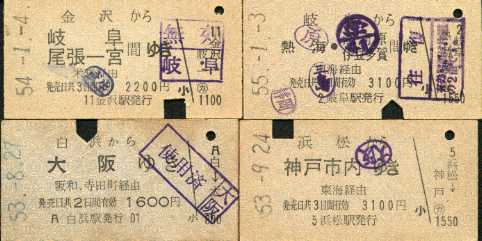 54.-1.-4
金沢から
岐阜
尾張一宮間ゆき
発売日共3日間有効 2200円
小 1100
11金沢駅発行
無効
岐阜
55.-1.-3
岐
熱海
間ゆき
東海経由
発売日共3日間有効 3100円
小 1550
2岐阜駅発行
原
53.-8.27
白浜から
大阪ゆき
阪和、寺田町経由
発売日共2日間有効 1600円
小 800
A 白浜駅発行 01
使用済
大阪
53.-9.24
浜松から
神戸市内ゆき
東海経由
発売日共3日間有効 3100円
小 1550
5浜松駅発行
5浜松↓神戸